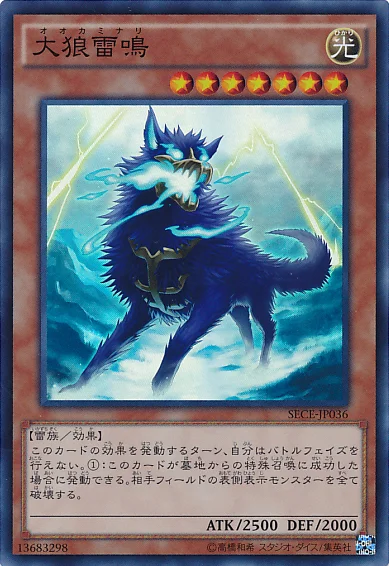 オオカミナリ
大狼雷鳴
ひかり
光
SECE-JP036
【雷族／効果】
このカードの効果を発動するターン、自分はバトルフェイズを
行えない。①：このカードが墓地からの特殊召喚に成功した
場合に発動できる。相手フィールドの表側表示モンスターを全て
破壊する。
ATK/2500 DEF/2000
13683298
©高橋和希 スタジオ・ダイス/集英社